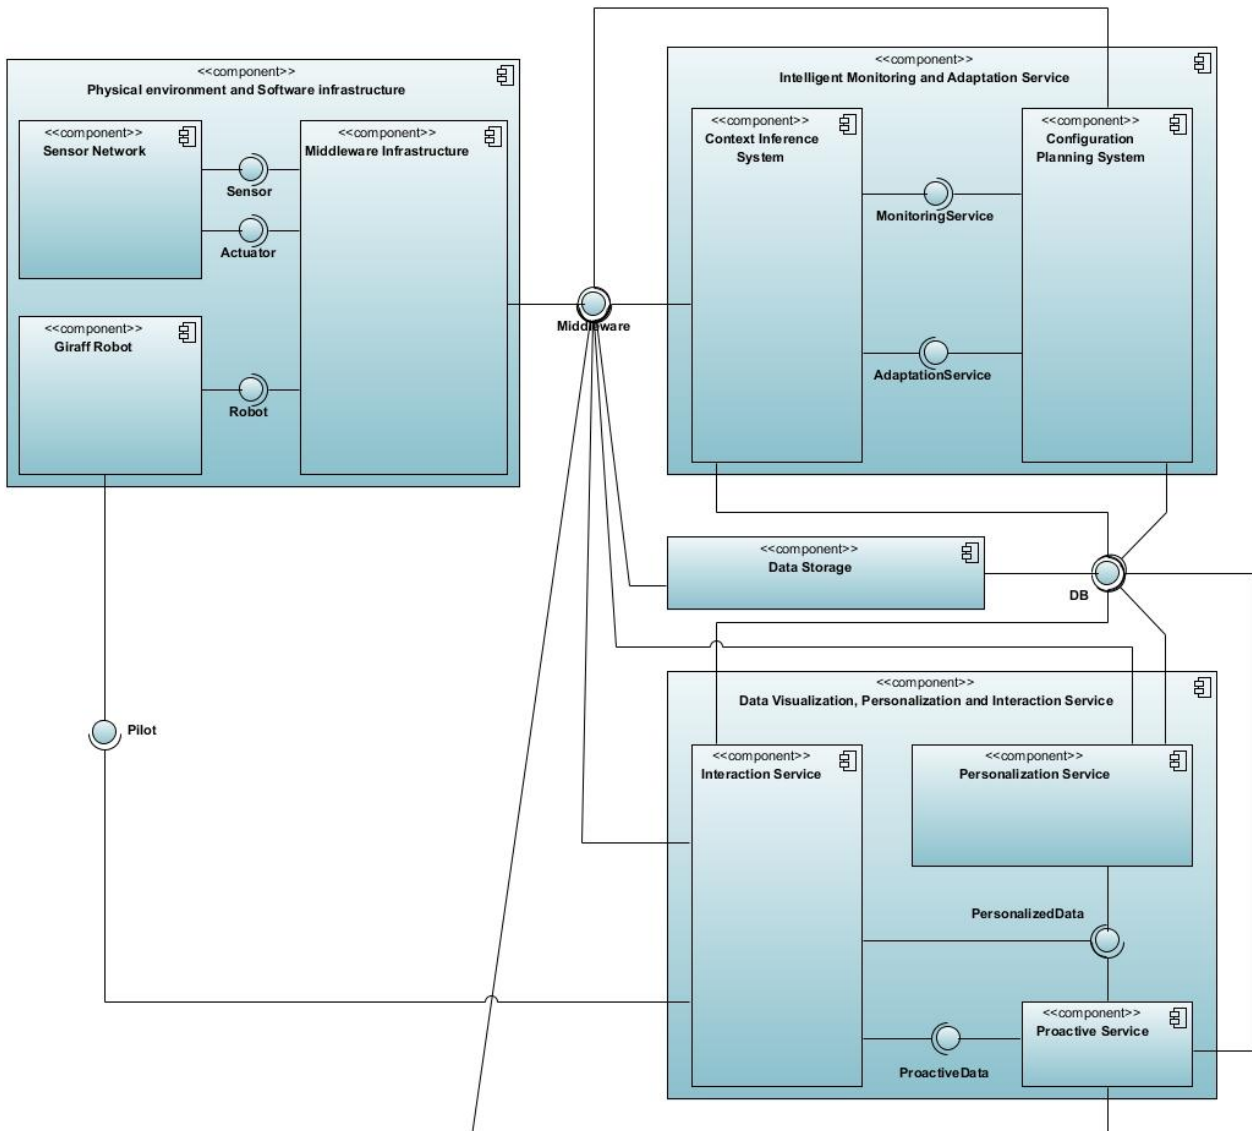 <<component>>
Physical environment and Software infrastructure
<<component>>
Sensor Network
<<component>>
Middleware Infrastructure
Sensor
Actuator
<<component>>
Giraff Robot
Robot
Middleware
<<component>>
Intelligent Monitoring and Adaptation Service
<<component>>
Context Inference
System
<<component>>
Configuration
Planning System
MonitoringService
AdaptationService
<<component>>
Data Storage
DB
Pilot
<<component>>
Data Visualization, Personalization and Interaction Service
<<component>>
Interaction Service
<<component>>
Personalization Service
PersonalizedData
<<component>>
Proactive Service
ProactiveData